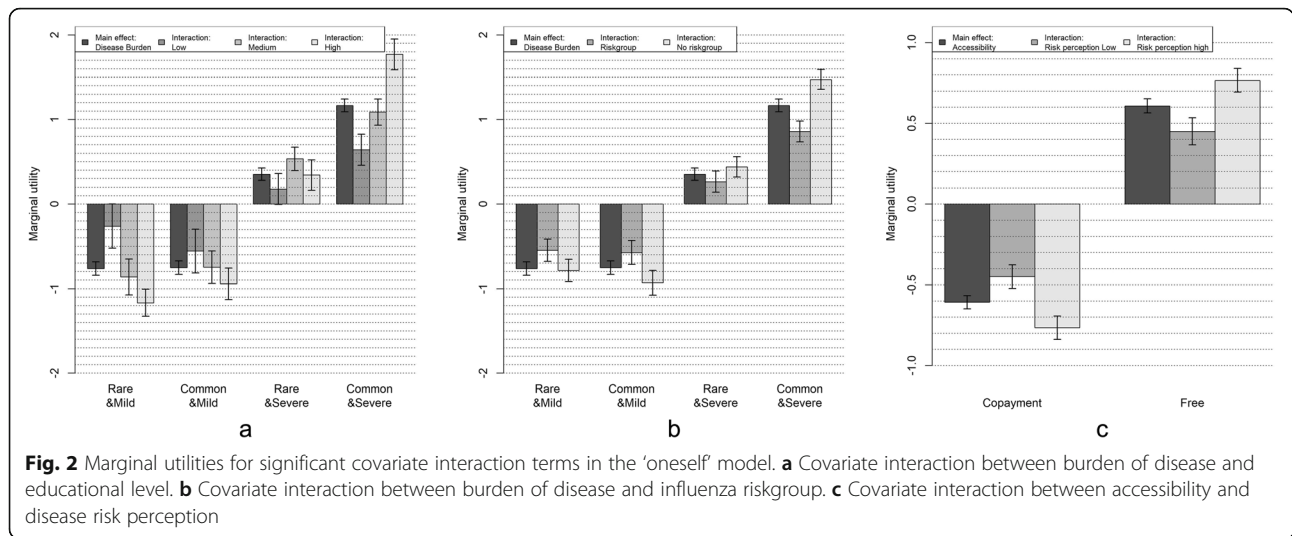 Main effect: Disease Burden
Interaction: Low
Interaction: Medium
Interaction: High
Marginal utility
2
1
0
-1
-2
Rare &Mild
Common &Mild
Rare &Severe
Common &Severe
a
Main effect: Disease Burden
Interaction: Riskgroup
Interaction: No riskgroup
Marginal utility
2
1
0
-1
-2
Rare &Mild
Common &Mild
Rare &Severe
Common &Severe
b
Main effect: Accessibility
Interaction: Risk perception Low
Interaction: Risk perception high
Marginal utility
1.0
0.5
0.0
-0.5
-1.0
Copayment
Free
c
Fig. 2 Marginal utilities for significant covariate interaction terms in the ‘oneself’ model. a Covariate interaction between burden of disease and
educational level. b Covariate interaction between burden of disease and influenza riskgroup. c Covariate interaction between accessibility and
disease risk perception